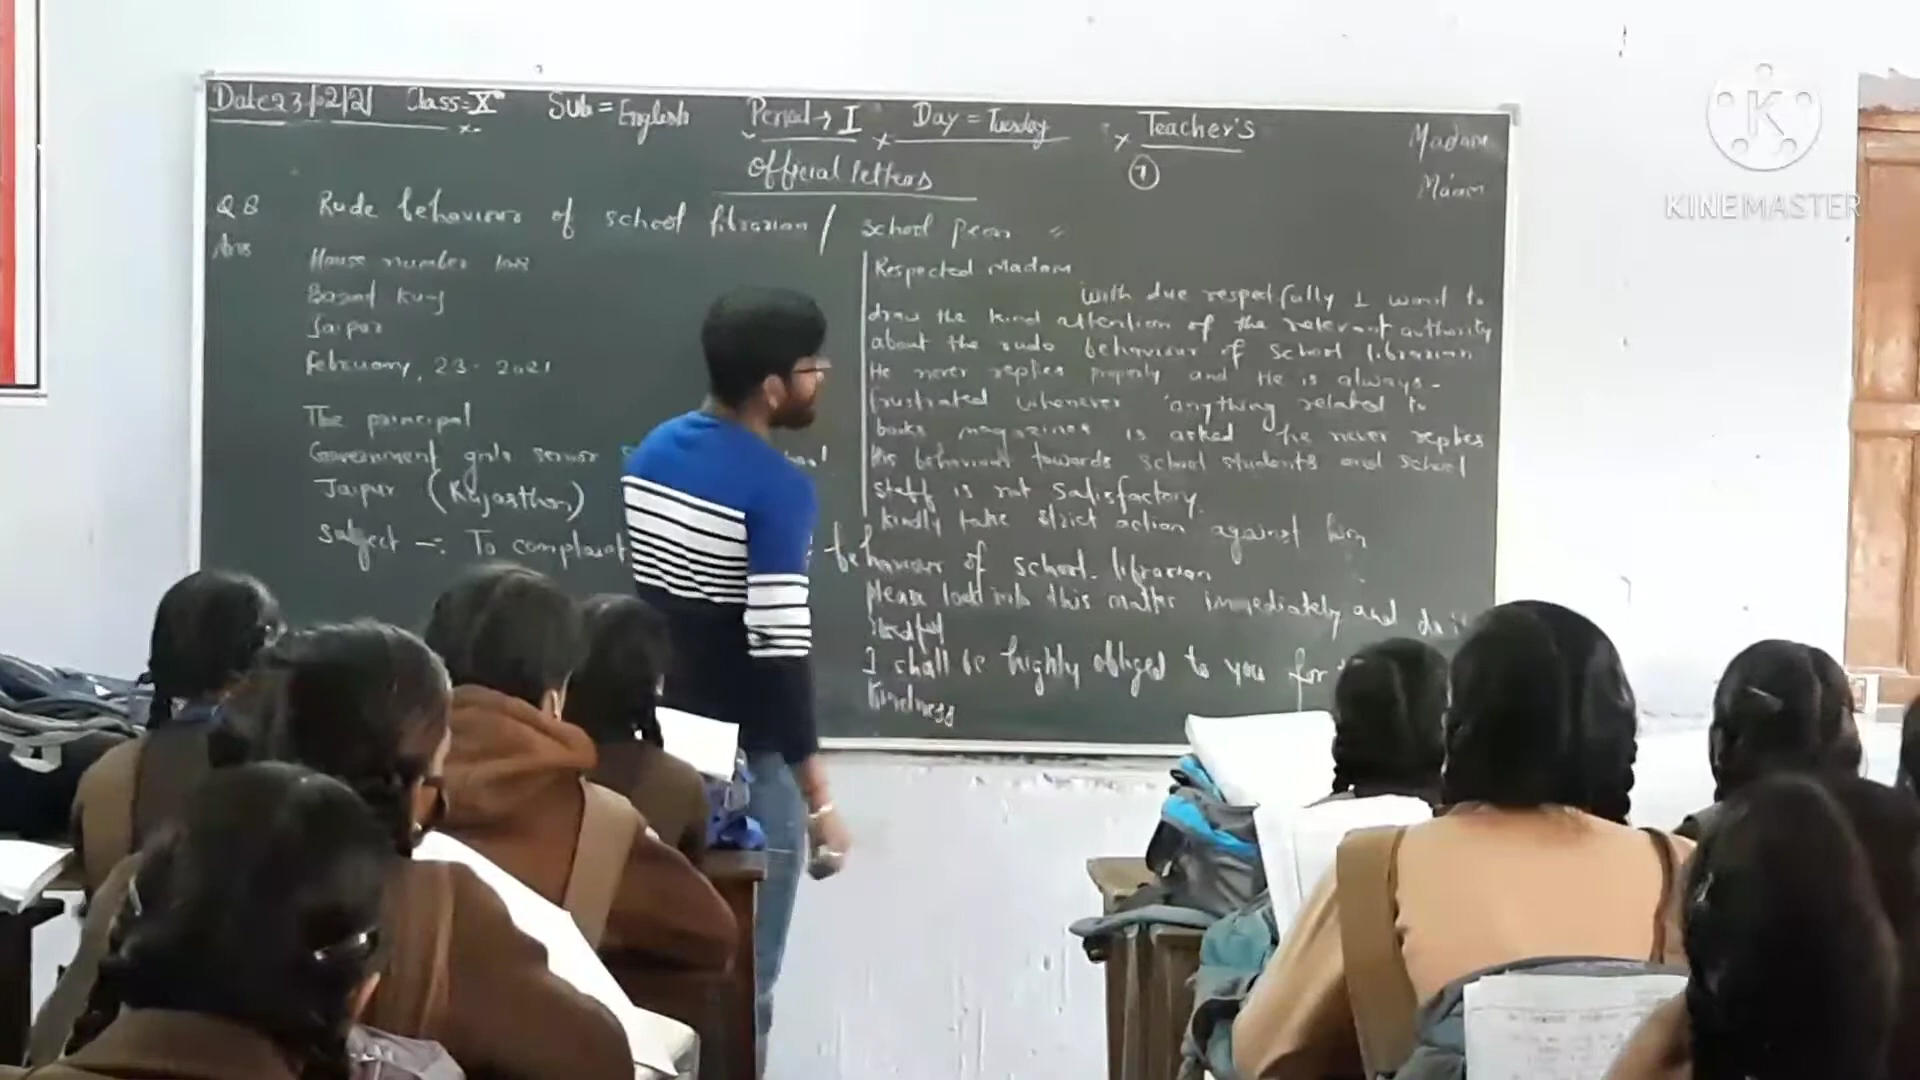 Date 23/02/21 Class = X Sub = English Period → I Day = Tuesday Teacher's
official letters
1
Madam
Ma'am
Q 8 Rude behaviour of school librarian / school peon
Ans
House number 108
Jaipur
February, 23 - 2021
The principal
Government girls senior
Jaipur (Rajasthan)
Subject -: To complaint behaviour of school librarian
Respected Madam
With due respectfully I want to
draw the kind attention of the relevant authority
about the rude behaviour of school librarian
He never replies properly and He is always
frustrated whenever anything related to
books magazines is asked he never replies
His behaviour towards school students and school
staff is not satisfactory.
kindly take strict action against him
please look into this matter immediately and do
needful
I shall be highly obliged to you for
kindness
KINEMASTER